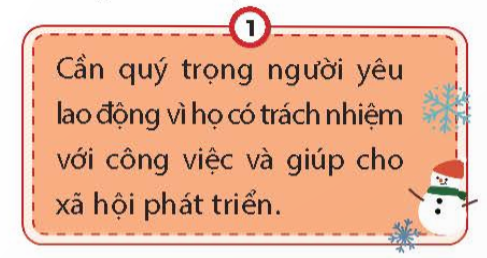 1
Cần quý trọng người yêu
lao động vì họ có trách nhiệm
với công việc và giúp cho
xã hội phát triển.